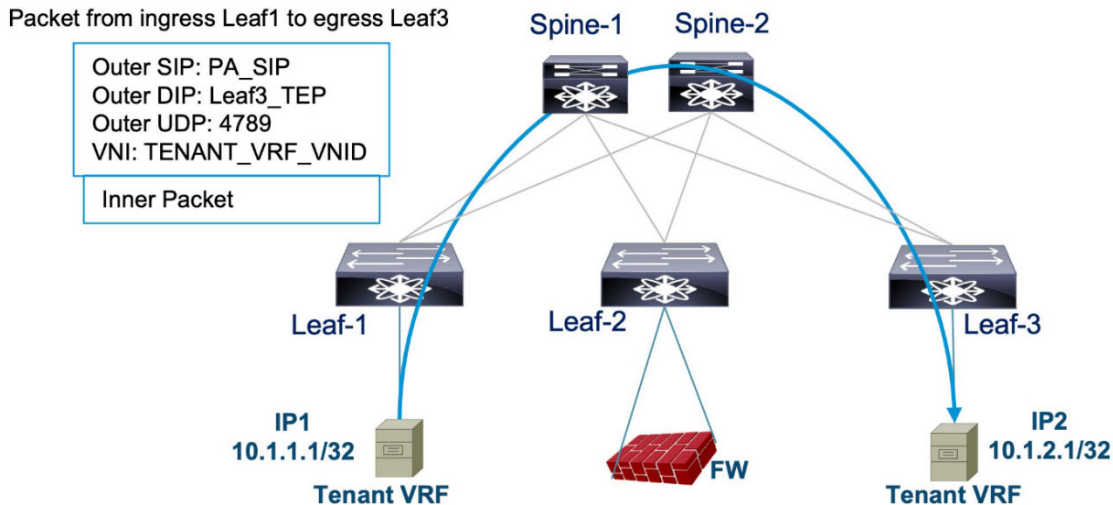 Packet from ingress Leaf1 to egress Leaf3
Outer SIP: PA_SIP
Outer DIP: Leaf3_TEP
Outer UDP: 4789
VNI: TENANT_VRF_VNID
Inner Packet
Spine-1
Spine-2
Leaf-1
Leaf-2
Leaf-3
IP1
10.1.1.1/32
Tenant VRF
FW
IP2
10.1.2.1/32
Tenant VRF